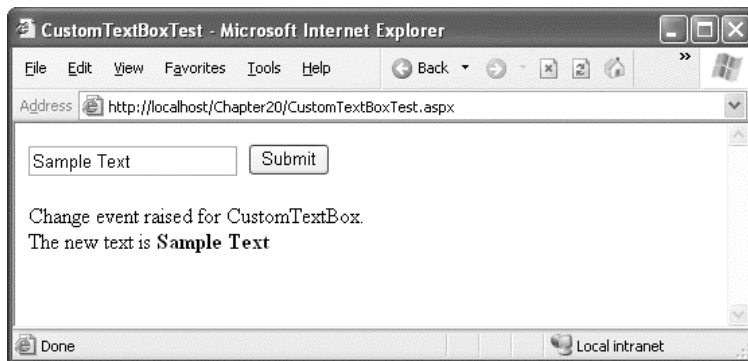 CustomTextBoxTest - Microsoft Internet Explorer
File Edit View Favorites Tools Help Back »
Address http://localhost/Chapter20/CustomTextBoxTest.aspx
Sample Text Submit
Change event raised for CustomTextBox.
The new text is Sample Text
Done Local intranet